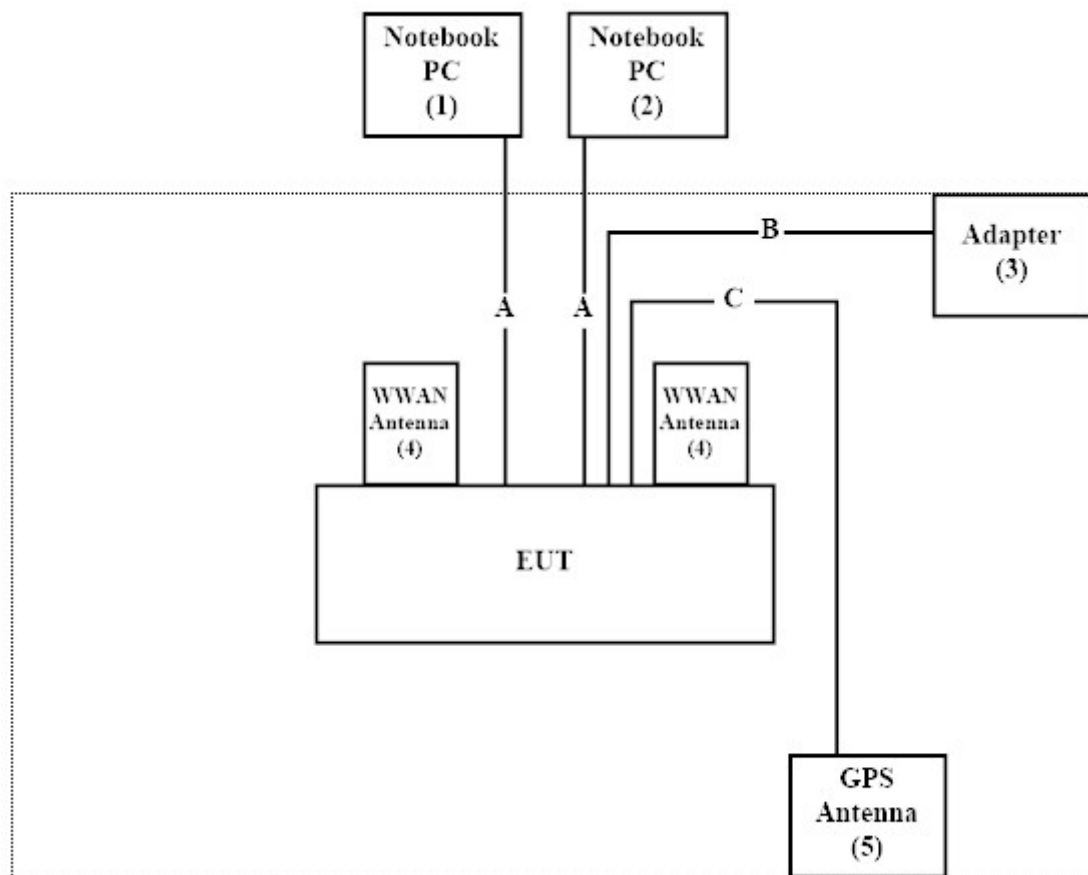 Notebook
PC
(1)
Notebook
PC
(2)
B
Adapter
(3)
A
A
C
WWAN
Antenna
(4)
WWAN
Antenna
(4)
EUT
GPS
Antenna
(5)